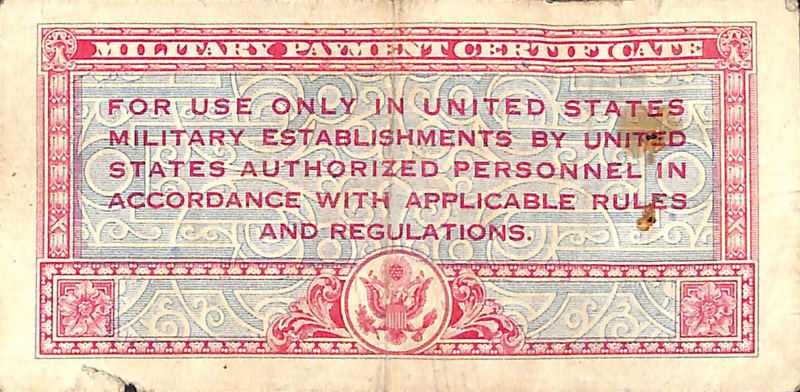 MILITARY PAYMENT CERTIFICATE
FOR USE ONLY IN UNITED STATES
MILITARY ESTABLISHMENTS BY UNITED
STATES AUTHORIZED PERSONNEL IN
ACCORDANCE WITH APPLICABLE RULES
AND REGULATIONS.